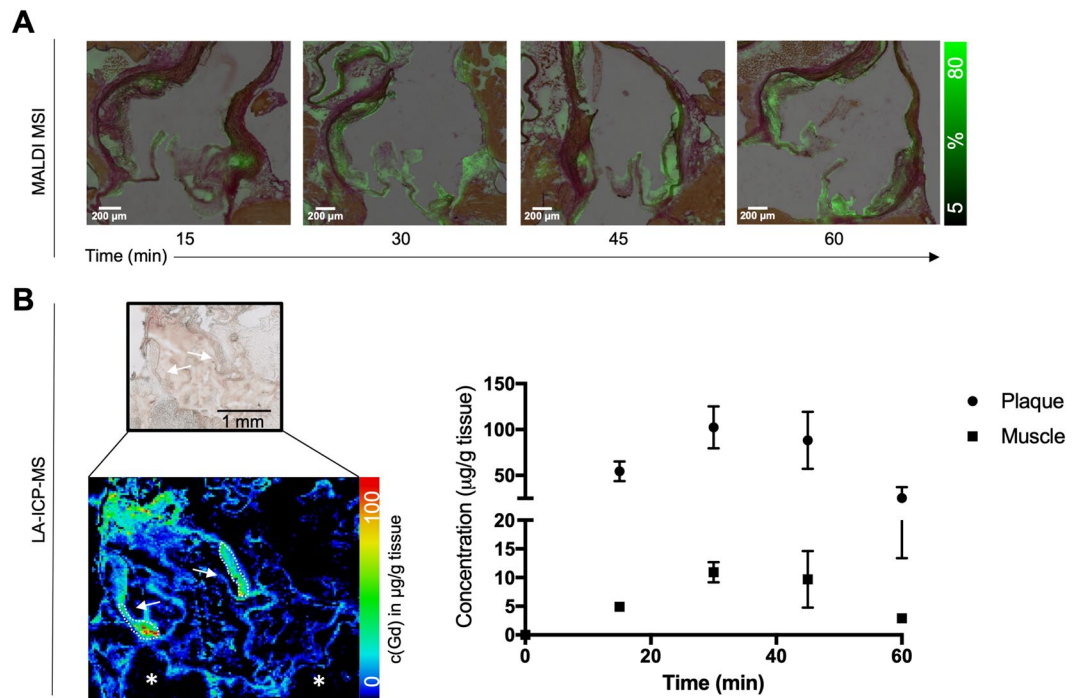 A
MALDI MSI
200 µm
200 µm
200 µm
200 µm
5 % 80
15 30 45 60
Time (min)
B
LA-ICP-MS
1 mm
0 100
c(Gd) in µg/g tissue
* *
Concentration (µg/g tissue)
150
100
50
20
15
10
5
0
0 20 40 60
Time (min)
Plaque
Muscle